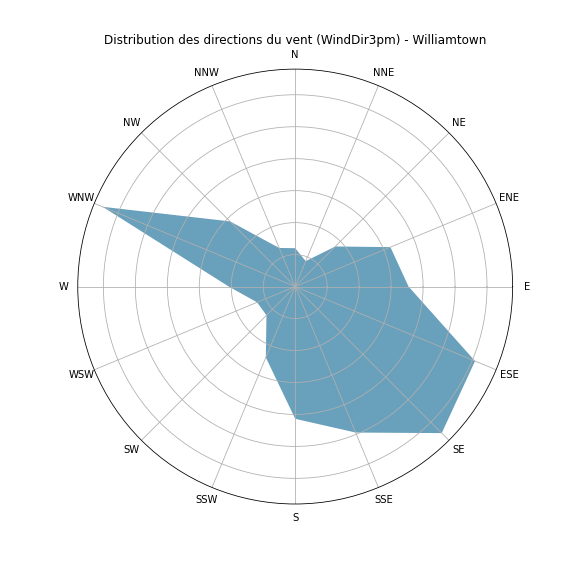 Distribution des directions du vent (WindDir3pm) - Williamtown
N
NNW
NNE
NW
NE
WNW
ENE
W
E
WSW
ESE
SW
SE
SSW
SSE
S